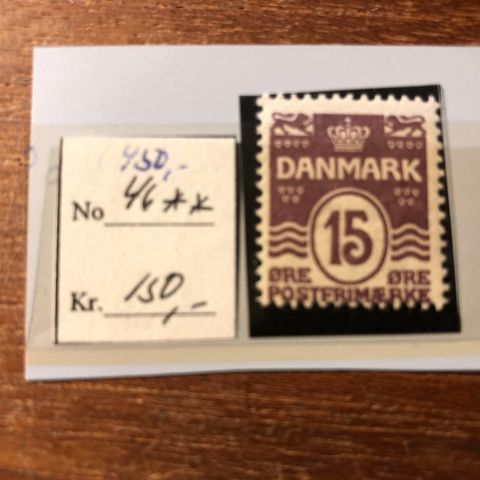 450,-
No 46 **
Kr. 150,-
DANMARK
15
ØRE ØRE
POSTFRIMÆRKE